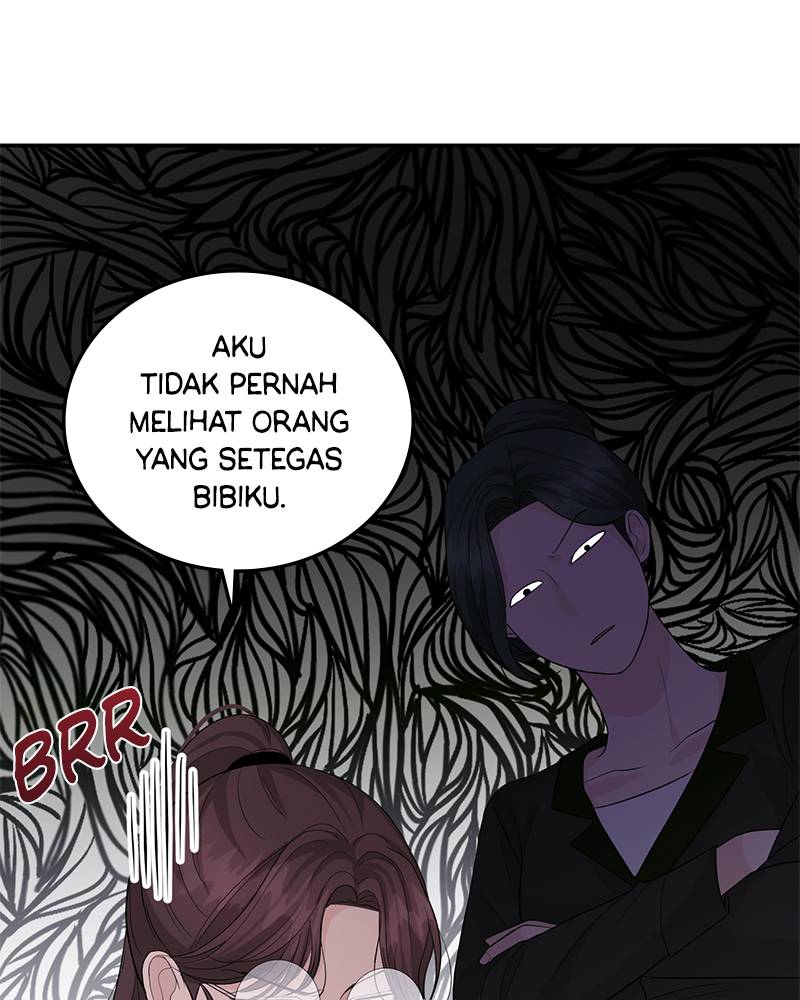 AKU
TIDAK PERNAH
MELIHAT ORANG
YANG SETEGAS
BIBIKU.
BRR